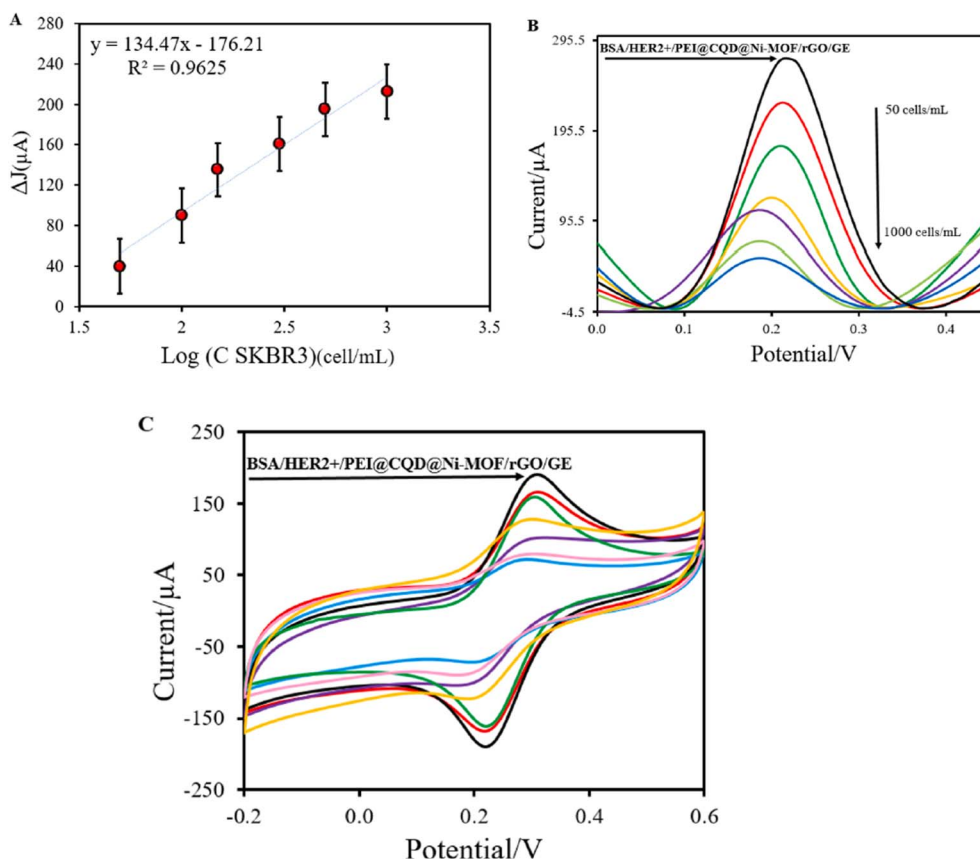 A
y = 134.47x - 176.21
R² = 0.9625
280
240
200
160
120
80
40
0
ΔJ(µA)
1.5 2 2.5 3 3.5
Log (C SKBR3)(cell/mL)
B
295.5
195.5
95.5
-4.5
Current/µA
BSA/HER2+/PEI@CQD@Ni-MOF/rGO/GE
50 cells/mL
1000 cells/mL
0.0 0.1 0.2 0.3 0.4
Potential/V
C
250
150
50
-50
-150
-250
Current/µA
BSA/HER2+/PEI@CQD@Ni-MOF/rGO/GE
-0.2 0.0 0.2 0.4 0.6
Potential/V